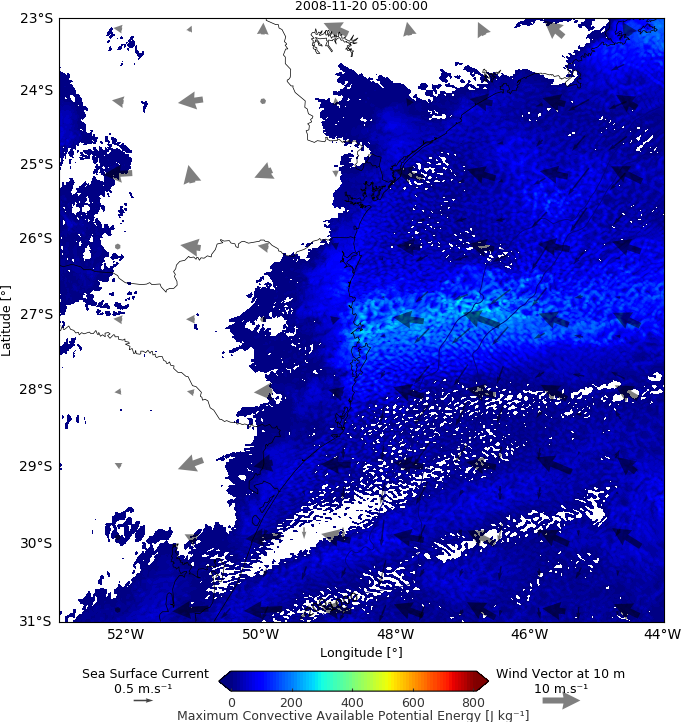 2008-11-20 05:00:00
23°S
24°S
25°S
26°S
27°S
28°S
29°S
30°S
31°S
Latitude [°]
52°W 50°W 48°W 46°W 44°W
Longitude [°]
Sea Surface Current
0.5 m.s⁻¹
Wind Vector at 10 m
10 m.s⁻¹
0 200 400 600 800
Maximum Convective Available Potential Energy [J kg⁻¹]